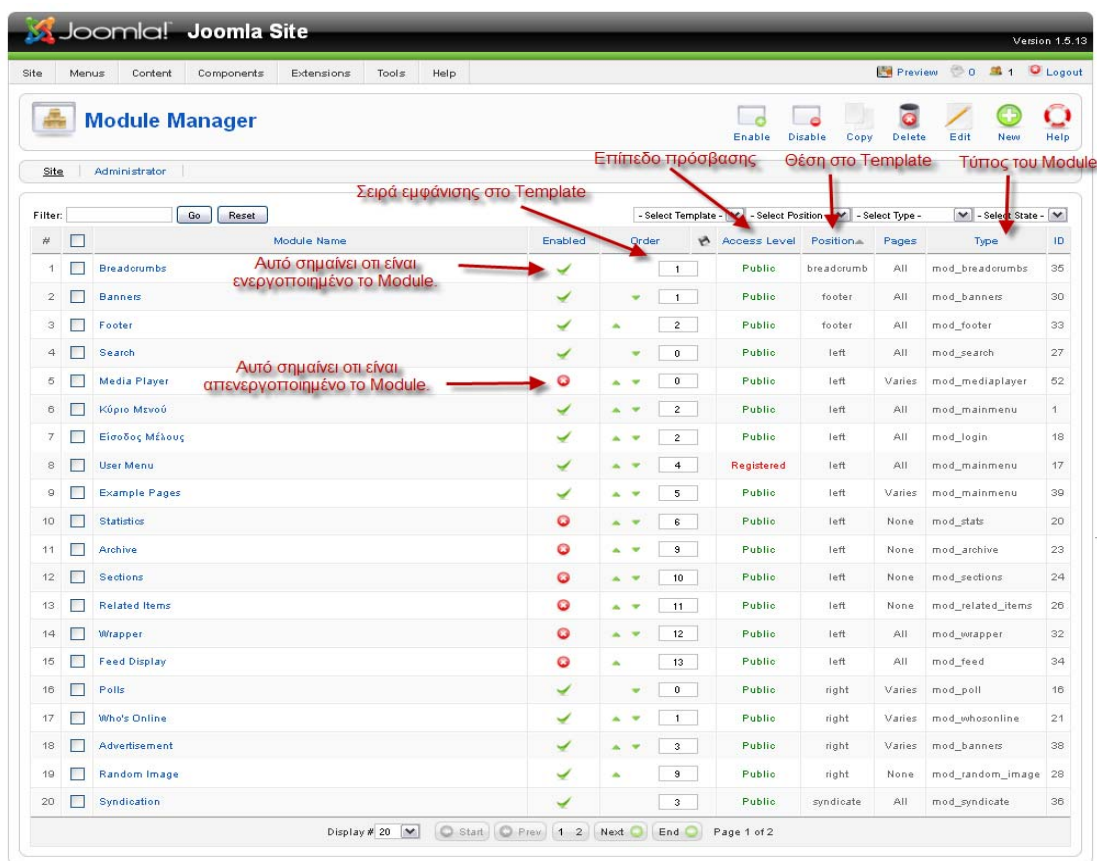 Joomla! Joomla Site
Version 1.5.13
Site Menus Content Components Extensions Tools Help Preview 0 1 Logout
Module Manager
Enable Disable Copy Delete Edit New Help
Επίπεδο πρόσβασης Θέση στο Template Τύπος του Module
Site Administrator
Σειρά εμφάνισης στο Template
Filter: Go Reset - Select Template - - Select Position - - Select Type - - Select State -
# Module Name Enabled Order Access Level Position Pages Type ID
1 Breadcrumbs 1 Public breadcrumb All mod_breadcrumbs 35
Αυτό σημαίνει οτι είναι
ενεργοποιημένο το Module.
2 Banners 1 Public footer All mod_banners 30
3 Footer 2 Public footer All mod_footer 33
4 Search 0 Public left All mod_search 27
Αυτό σημαίνει οτι είναι
απενεργοποιημένο το Module.
5 Media Player 0 Public left Varies mod_mediaplayer 52
6 Κύριο Μενού 2 Public left All mod_mainmenu 1
7 Είσοδος Μέλους 2 Public left All mod_login 18
8 User Menu 4 Registered left All mod_mainmenu 17
9 Example Pages 5 Public left Varies mod_mainmenu 39
10 Statistics 6 Public left None mod_stats 20
11 Archive 9 Public left None mod_archive 23
12 Sections 10 Public left None mod_sections 24
13 Related Items 11 Public left None mod_related_items 26
14 Wrapper 12 Public left All mod_wrapper 32
15 Feed Display 13 Public left All mod_feed 34
16 Polls 0 Public right Varies mod_poll 16
17 Who's Online 1 Public right Varies mod_whosonline 21
18 Advertisement 3 Public right Varies mod_banners 38
19 Random Image 9 Public right None mod_random_image 28
20 Syndication 3 Public syndicate All mod_syndicate 36
Display # 20 Start Prev 1 2 Next End Page 1 of 2